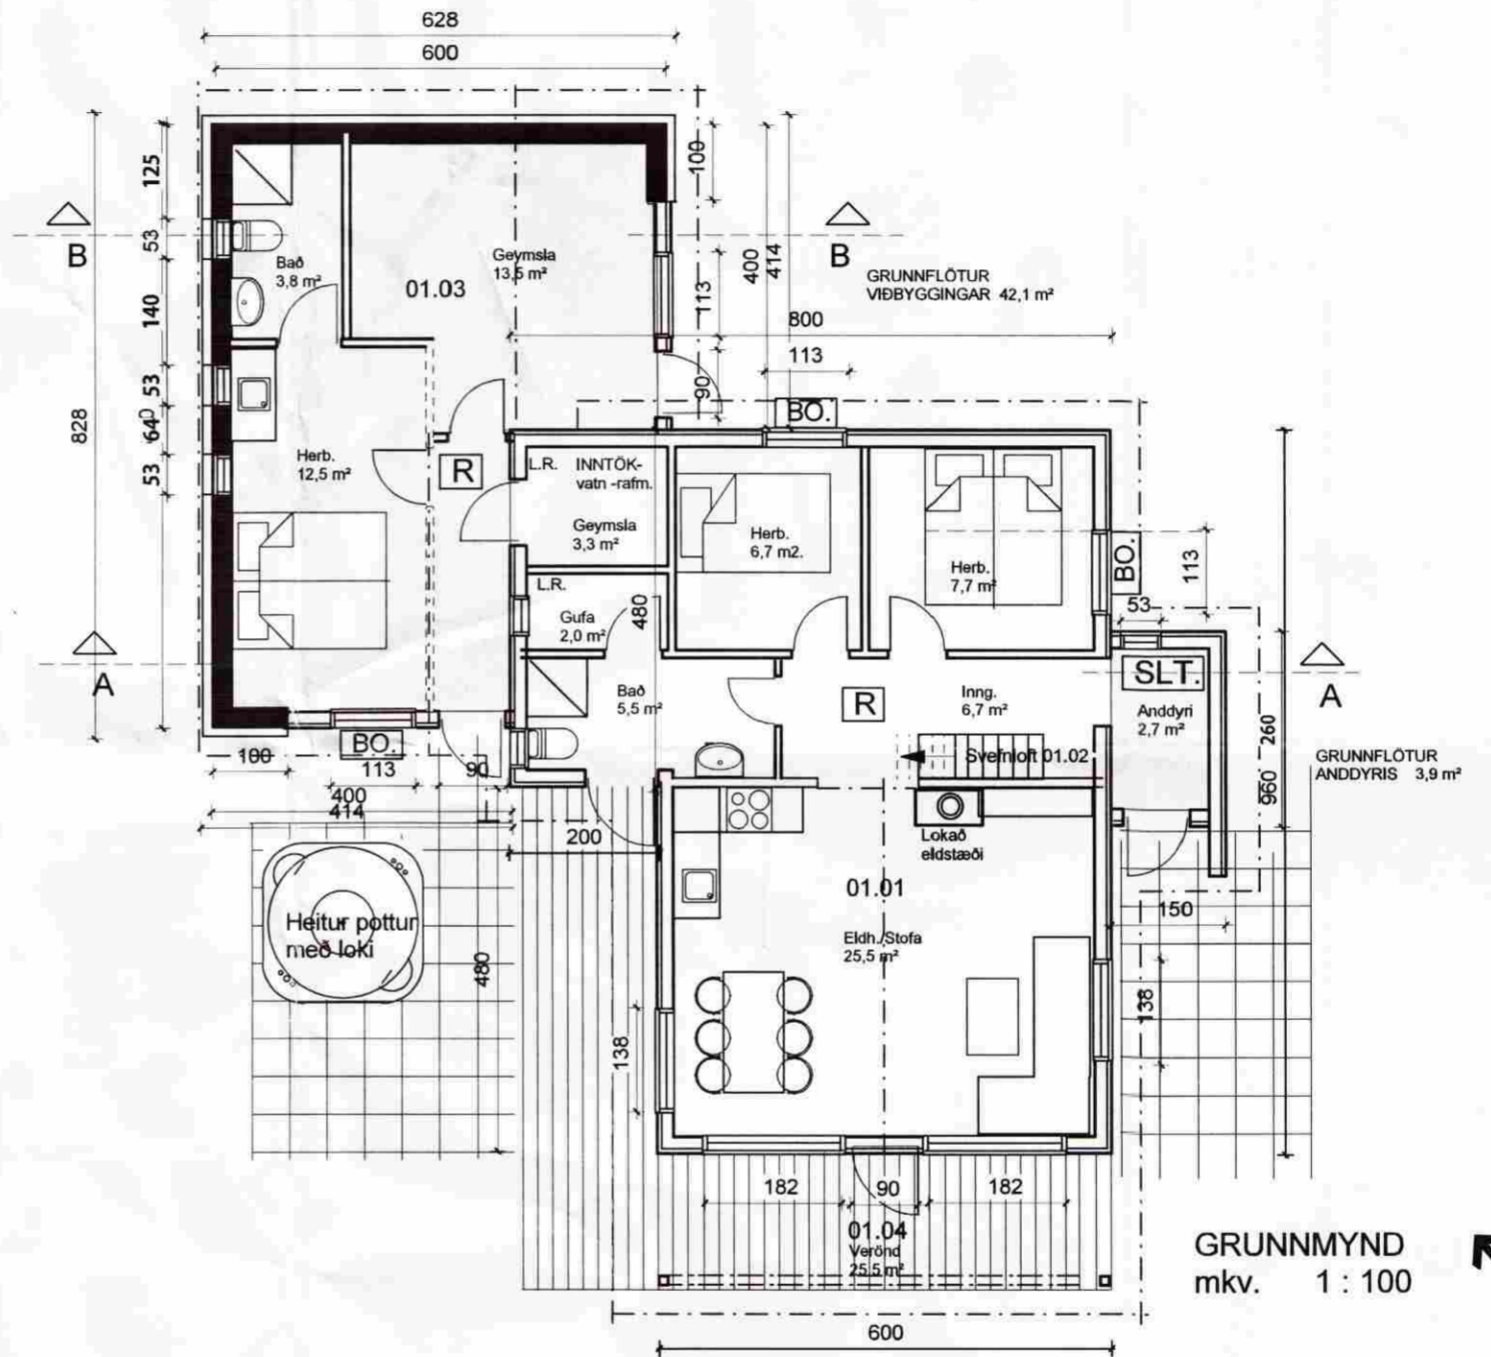 628
600
125
53
140
53
640
53
828
100
400
414
113
90
B
B
Bað
3,8 m²
01.03
Geymsla
13,5 m²
GRUNNFLÖTUR
VIÐBYGGINGAR 42,1 m²
800
113
BO.
Herb.
12,5 m²
R
L.R. INNTÖK-
vatn -rafm.
Geymsla
3,3 m²
Herb.
6,7 m2.
Herb.
7,7 m²
BO.
113
53
L.R.
Gufa
2,0 m²
480
A
A
Bað
5,5 m²
R
Inng.
6,7 m²
SLT.
Anddyri
2,7 m²
Svefnloft 01.02
260
960
GRUNNFLÖTUR
ANDDYRIS 3,9 m²
BO.
100
113
90
400
414
200
Lokað
eldstæði
01.01
Eldh./Stofa
25,5 m²
150
138
Heitur pottur
með loki
480
138
182
90
182
01.04
Verönd
25,5 m²
GRUNNMYND
mkv. 1 : 100
600